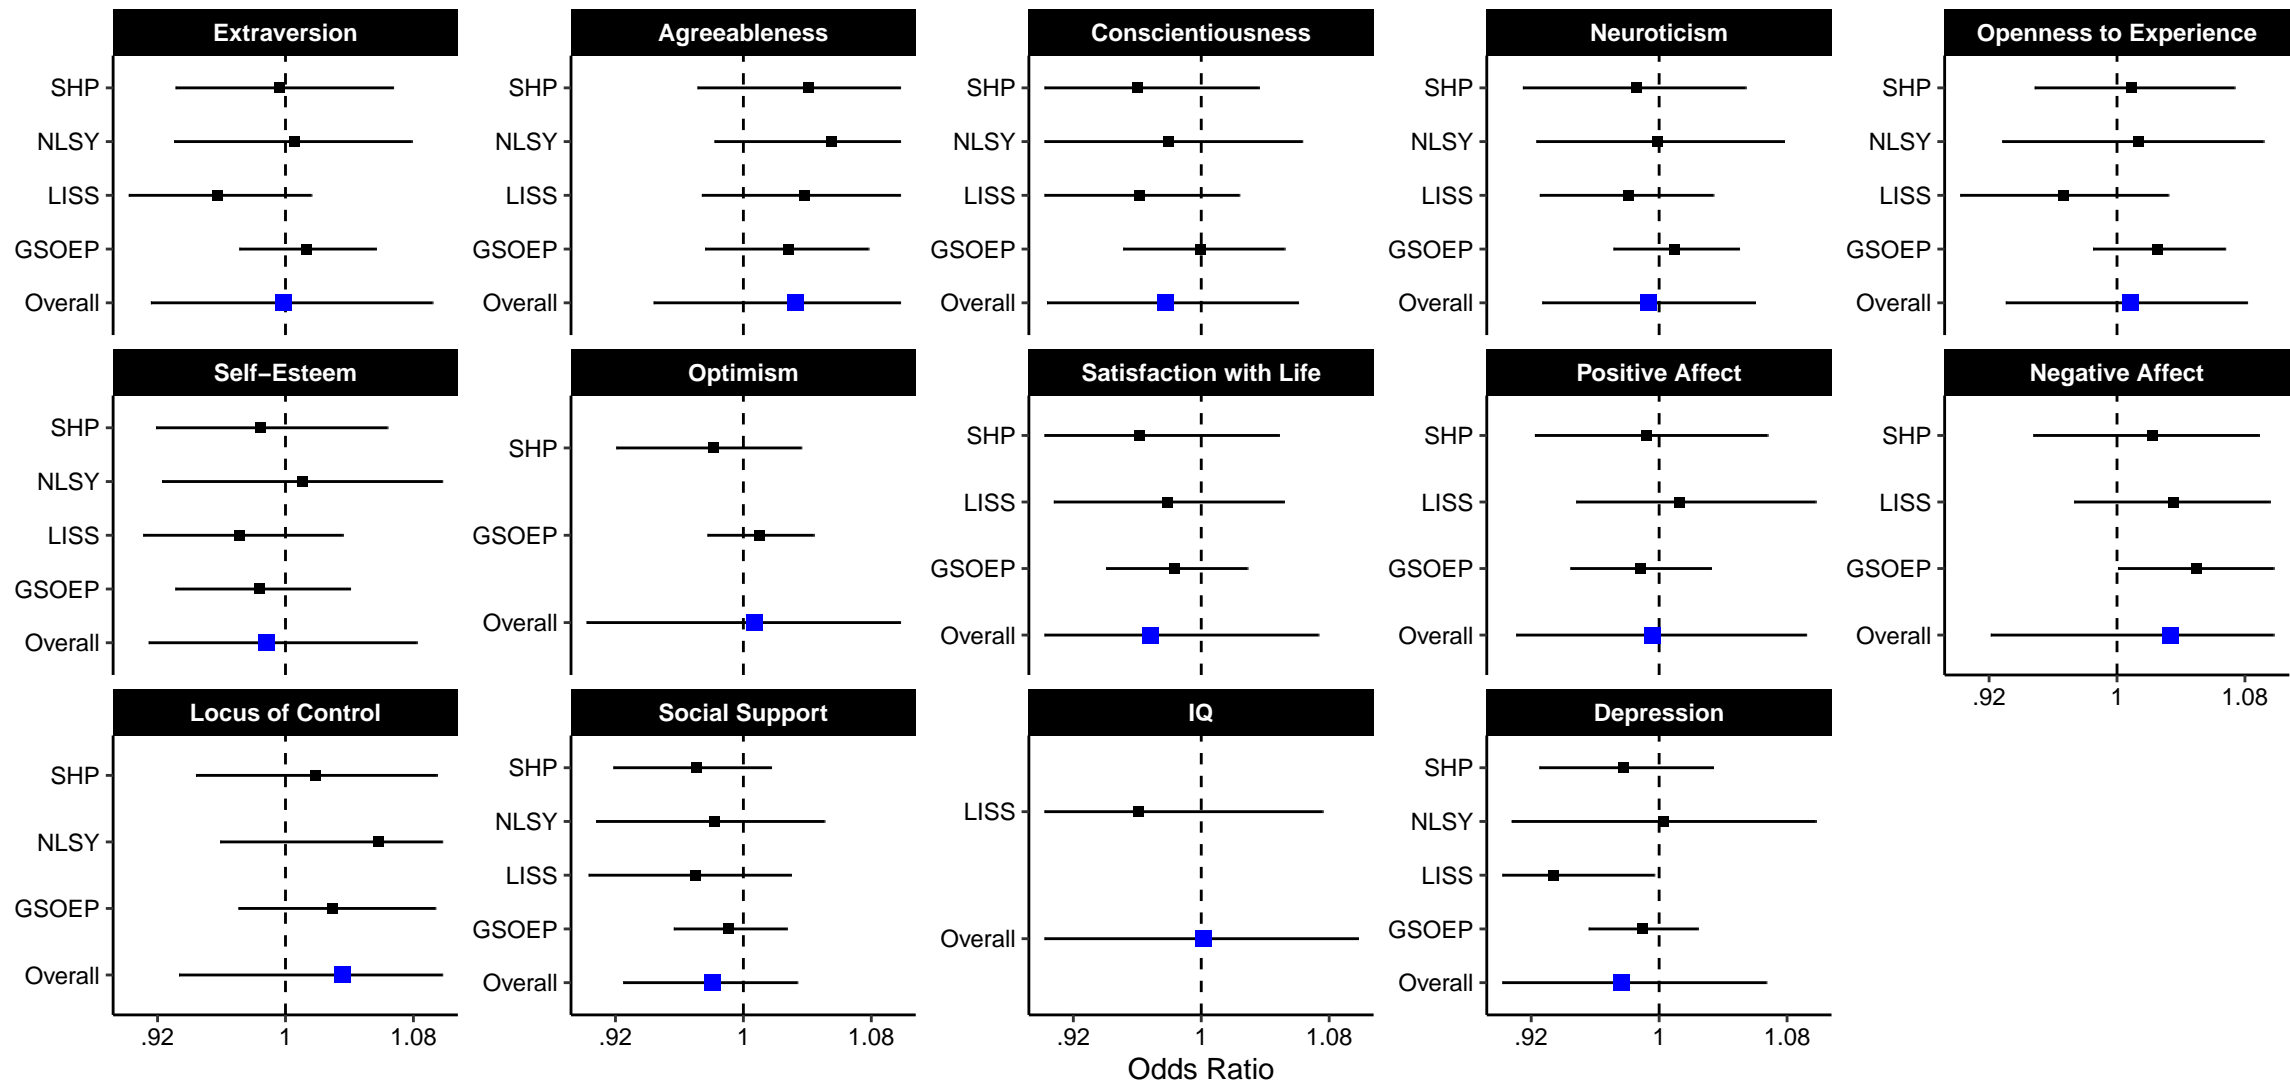 Extraversion
SHP
NLSY
LISS
GSOEP
Overall
Agreeableness
SHP
NLSY
LISS
GSOEP
Overall
Conscientiousness
SHP
NLSY
LISS
GSOEP
Overall
Neuroticism
SHP
NLSY
LISS
GSOEP
Overall
Openness to Experience
SHP
NLSY
LISS
GSOEP
Overall
Self−Esteem
SHP
NLSY
LISS
GSOEP
Overall
Optimism
SHP
GSOEP
Overall
Satisfaction with Life
SHP
LISS
GSOEP
Overall
Positive Affect
SHP
LISS
GSOEP
Overall
Negative Affect
SHP
LISS
GSOEP
Overall
.92 1 1.08
Locus of Control
SHP
NLSY
GSOEP
Overall
.92 1 1.08
Social Support
SHP
NLSY
LISS
GSOEP
Overall
.92 1 1.08
IQ
LISS
Overall
.92 1 1.08
Depression
SHP
NLSY
LISS
GSOEP
Overall
.92 1 1.08
Odds Ratio